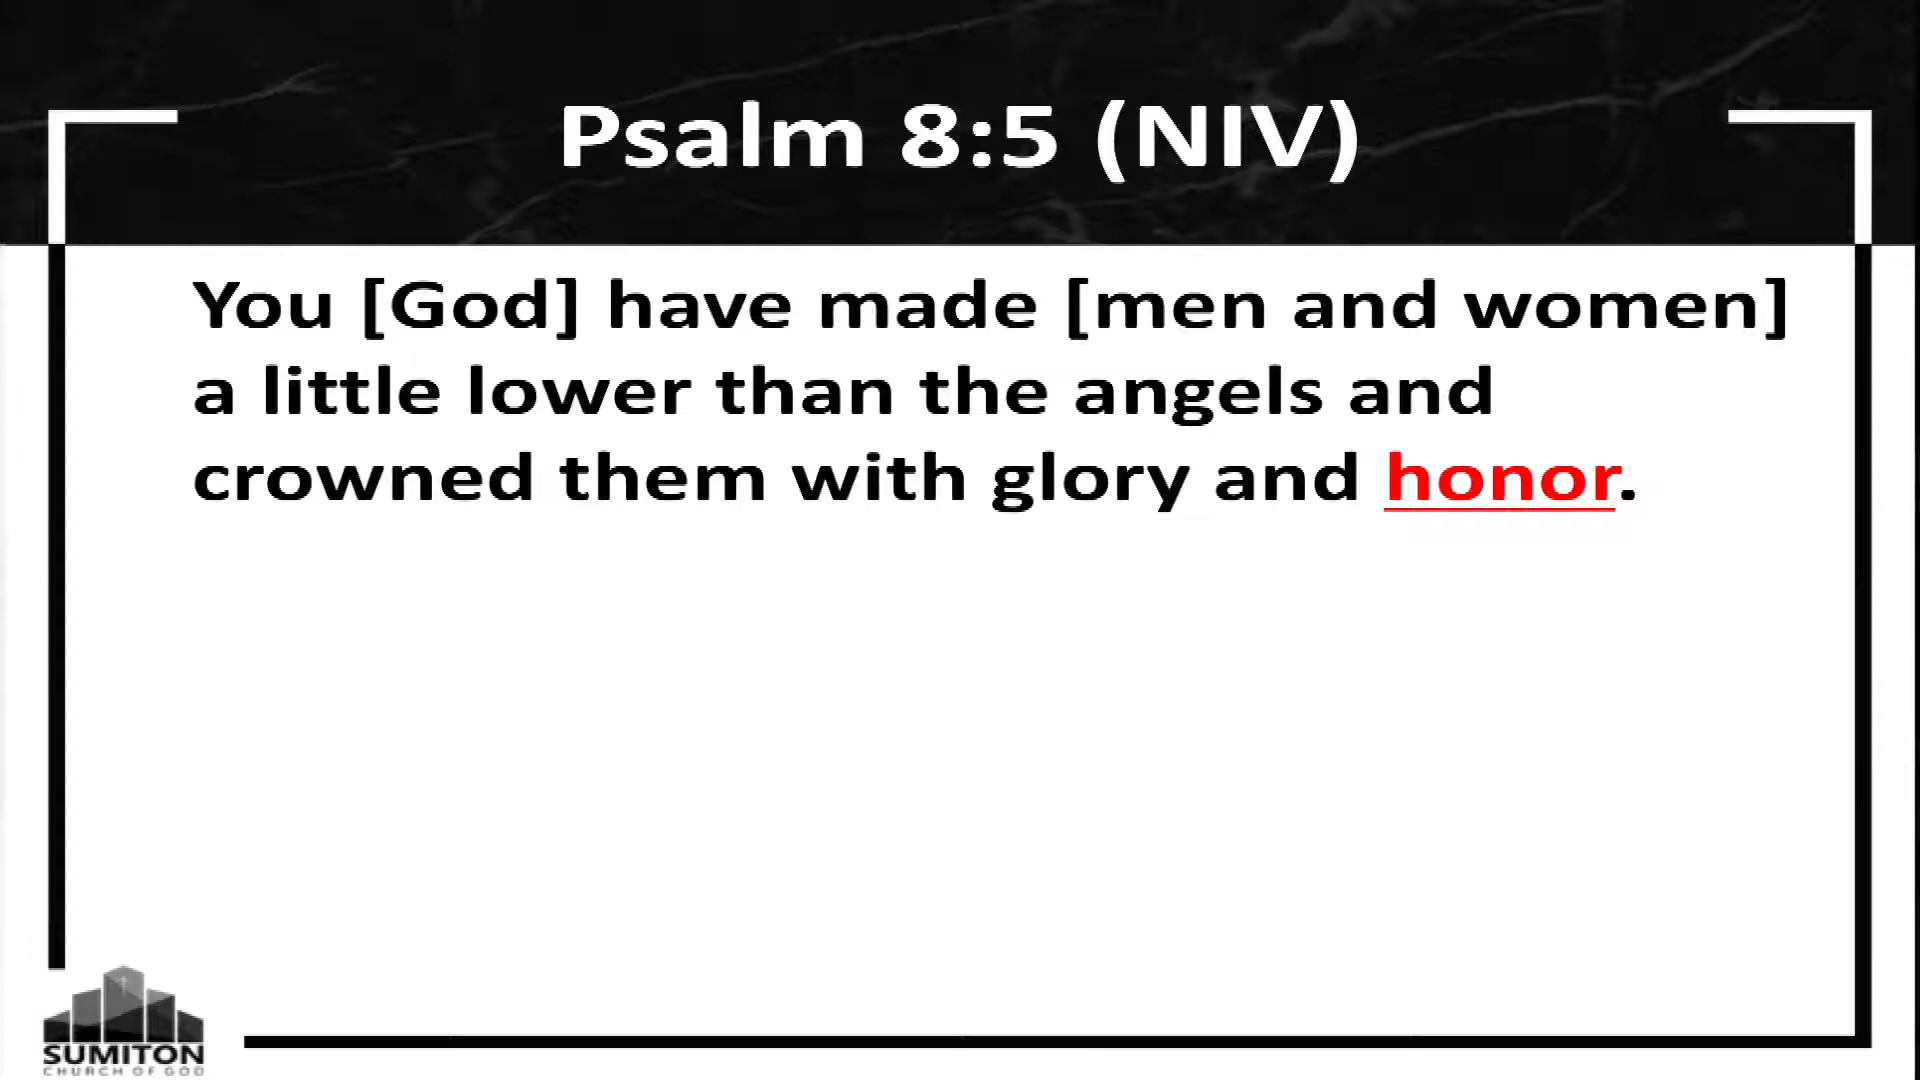 Psalm 8:5 (NIV)
You [God] have made [men and women]
a little lower than the angels and
crowned them with glory and honor.
SUMITON
CHURCH OF GOD